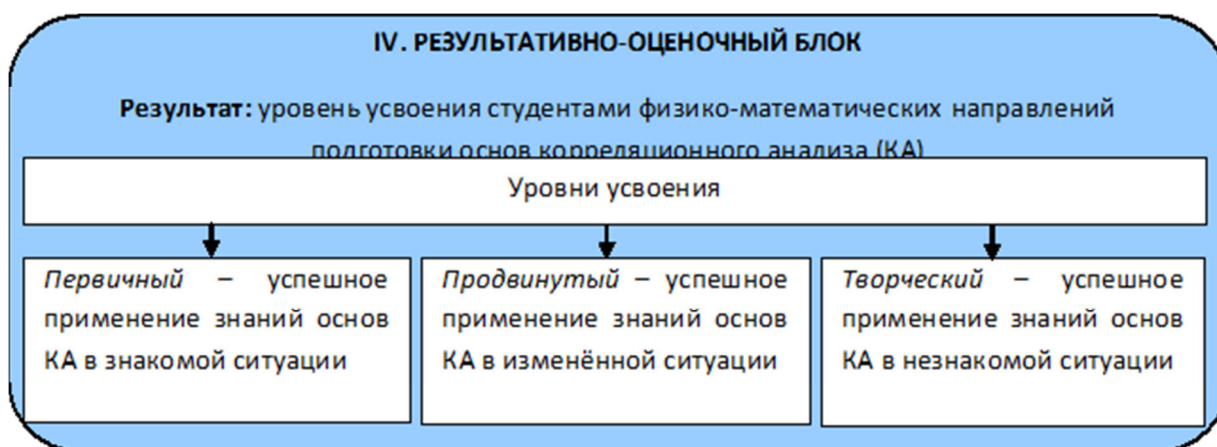 IV. РЕЗУЛЬТАТИВНО-ОЦЕНОЧНЫЙ БЛОК
Результат: уровень усвоения студентами физико-математических направлений
подготовки основ корреляционного анализа (КА)
Уровни усвоения
Первичный – успешное
применение знаний основ
КА в знакомой ситуации
Продвинутый – успешное
применение знаний основ
КА в изменённой ситуации
Творческий – успешное
применение знаний основ
КА в незнакомой ситуации